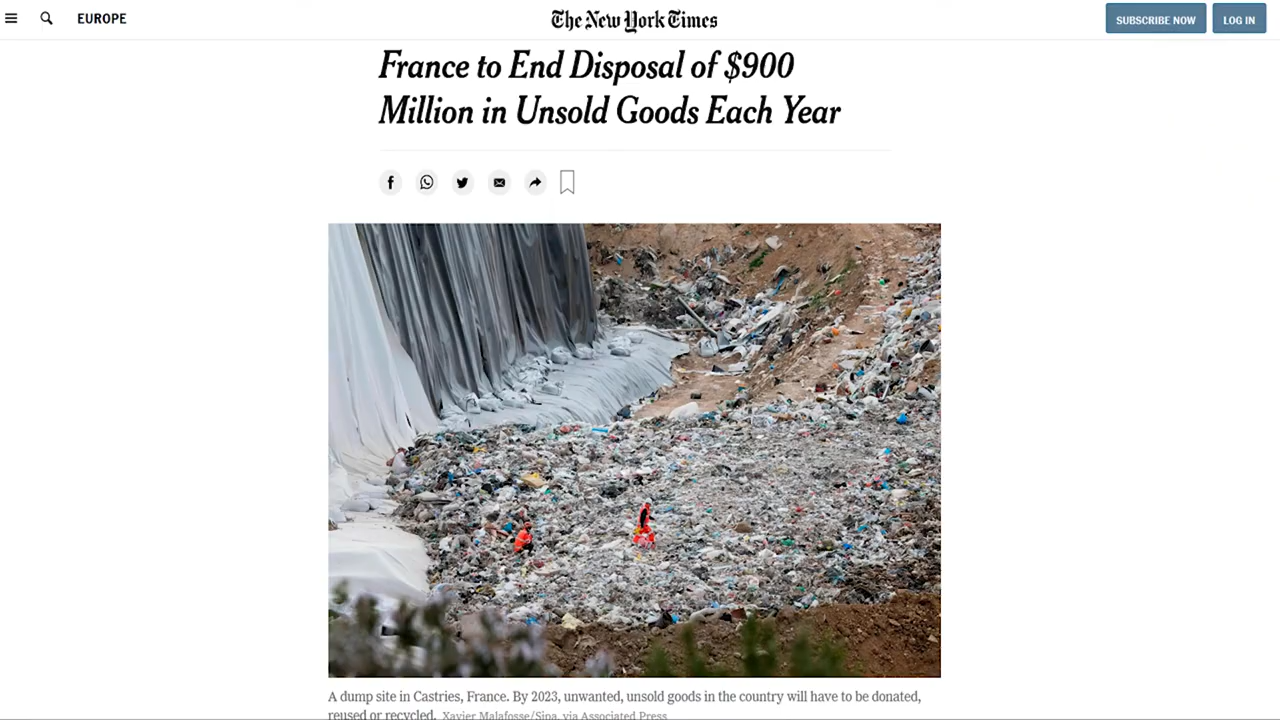 EUROPE
The New York Times
SUBSCRIBE NOW
LOG IN
France to End Disposal of $900
Million in Unsold Goods Each Year
A dump site in Castries, France. By 2023, unwanted, unsold goods in the country will have to be donated,
reused or recycled. Xavier Malafosse/Sipa, via Associated Press